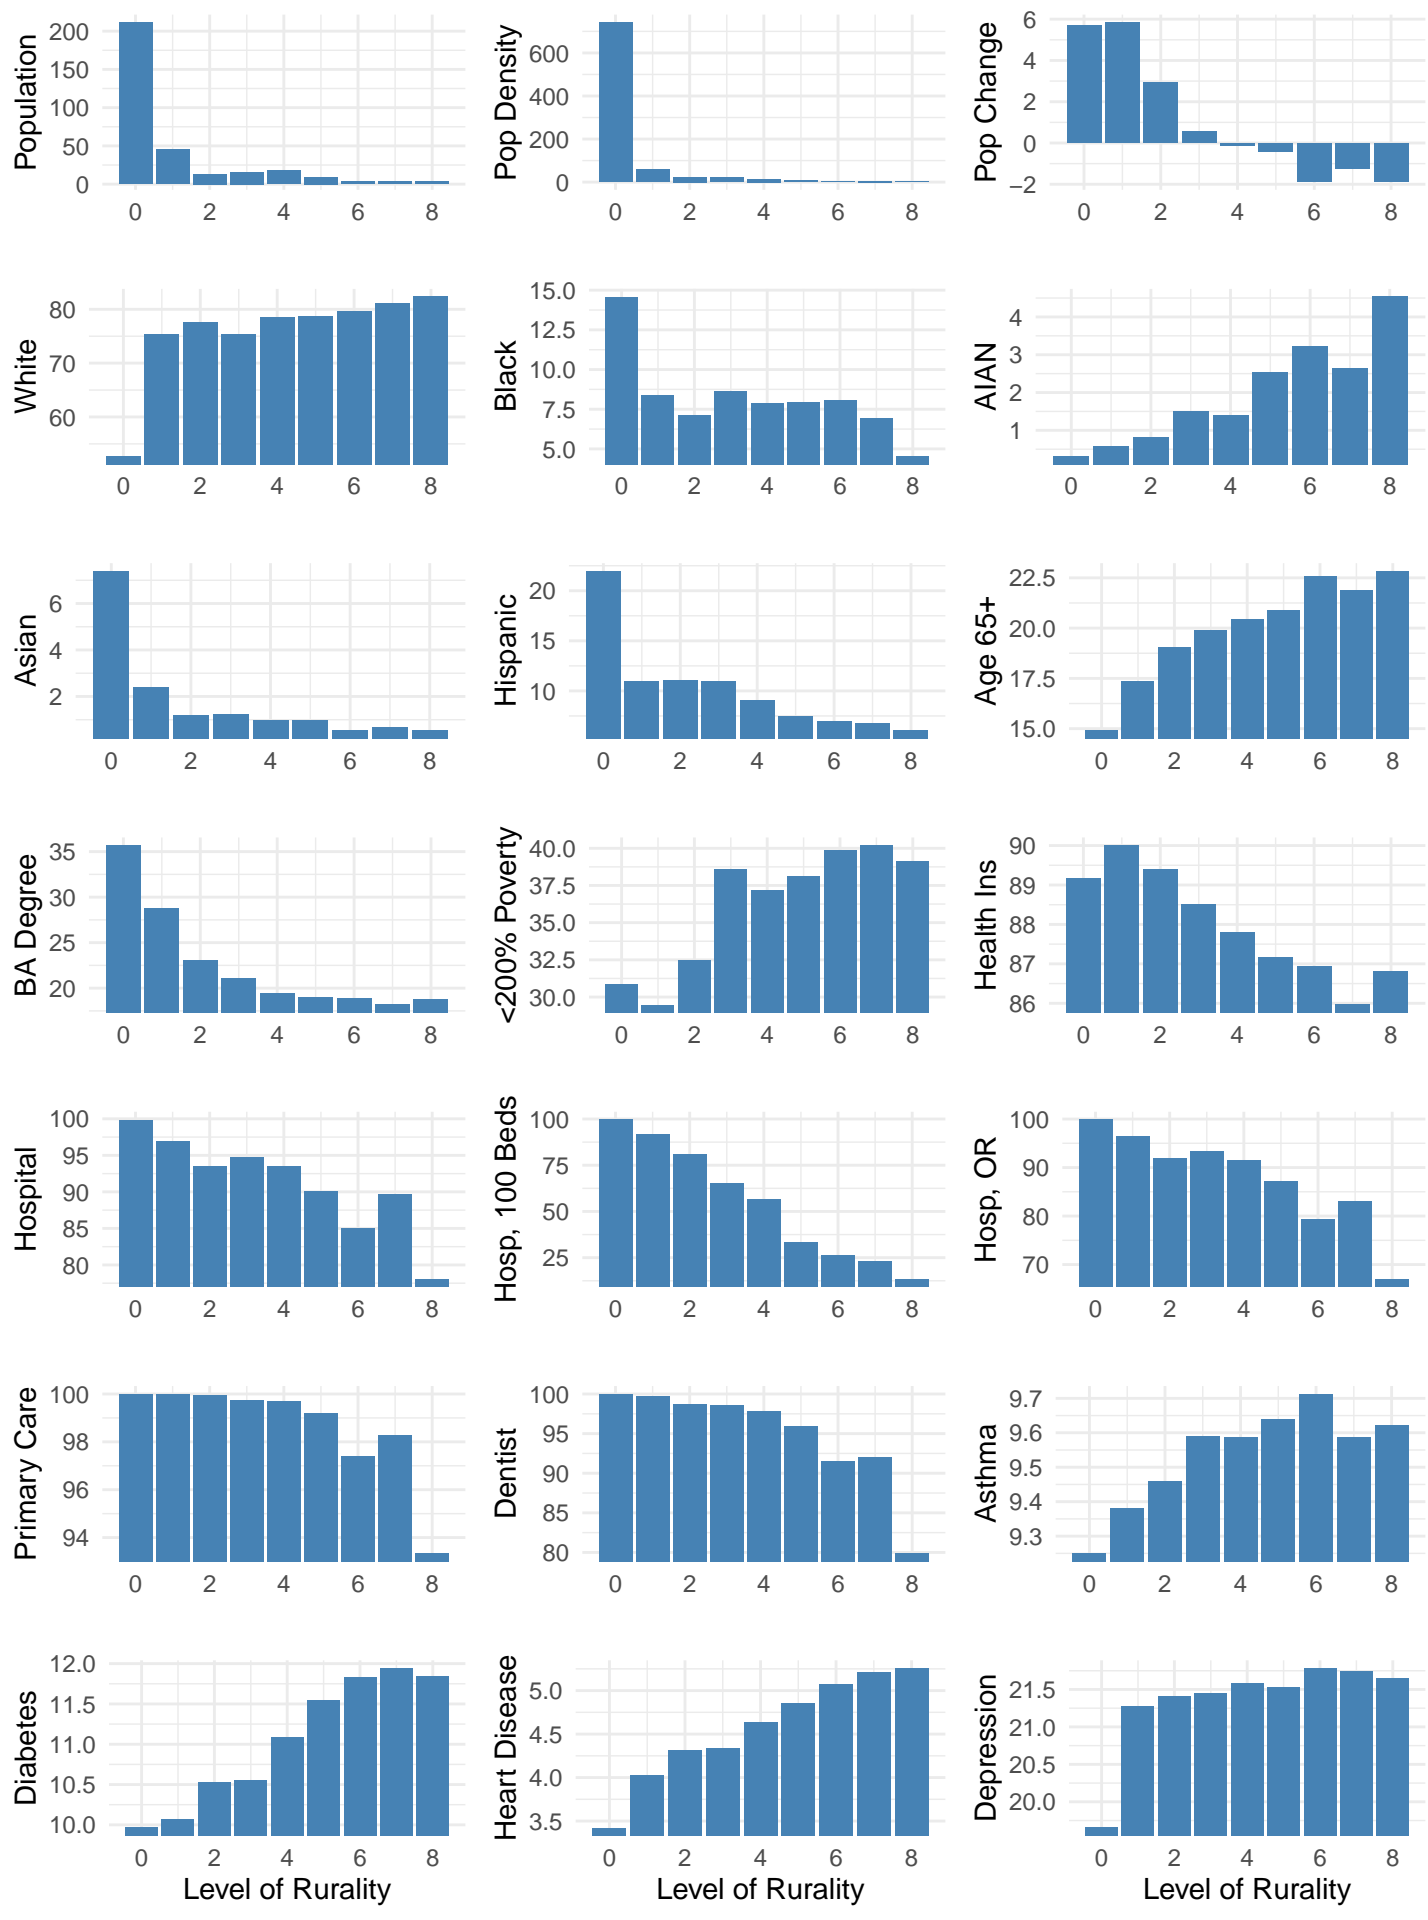 Population
200
150
100
50
0
0 2 4 6 8
Pop Density
600
400
200
0
0 2 4 6 8
Pop Change
6
4
2
0
−2
0 2 4 6 8
White
80
70
60
0 2 4 6 8
Black
15.0
12.5
10.0
7.5
5.0
0 2 4 6 8
AIAN
4
3
2
1
0 2 4 6 8
Asian
6
4
2
0 2 4 6 8
Hispanic
20
15
10
0 2 4 6 8
Age 65+
22.5
20.0
17.5
15.0
0 2 4 6 8
BA Degree
35
30
25
20
0 2 4 6 8
<200% Poverty
40.0
37.5
35.0
32.5
30.0
0 2 4 6 8
Health Ins
90
89
88
87
86
0 2 4 6 8
Hospital
100
95
90
85
80
0 2 4 6 8
Hosp, 100 Beds
100
75
50
25
0 2 4 6 8
Hosp, OR
100
90
80
70
0 2 4 6 8
Primary Care
100
98
96
94
0 2 4 6 8
Dentist
100
95
90
85
80
0 2 4 6 8
Asthma
9.7
9.6
9.5
9.4
9.3
0 2 4 6 8
Diabetes
12.0
11.5
11.0
10.5
10.0
0 2 4 6 8
Level of Rurality
Heart Disease
5.0
4.5
4.0
3.5
0 2 4 6 8
Level of Rurality
Depression
21.5
21.0
20.5
20.0
0 2 4 6 8
Level of Rurality